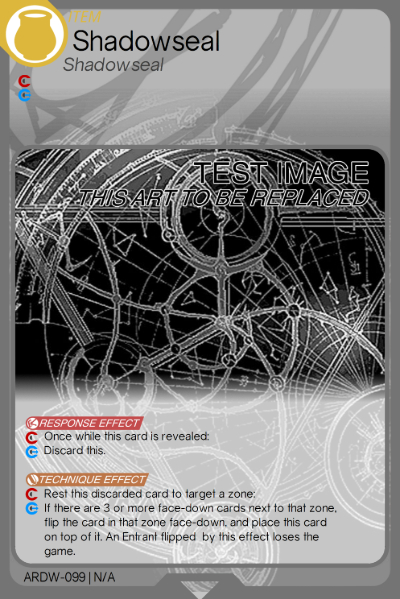 Shadowseal
Shadowseal
C
C
TEST IMAGE
THIS ART TO BE REPLACED
RESPONSE EFFECT
C Once while this card is revealed:
C Discard this.
TECHNIQUE EFFECT
C Rest this discarded card to target a zone:
C If there are 3 or more face-down cards next to that zone,
flip the card in that zone face-down, and place this card
on top of it. An Entrant flipped by this effect loses the
game.
ARDW-099 | N/A